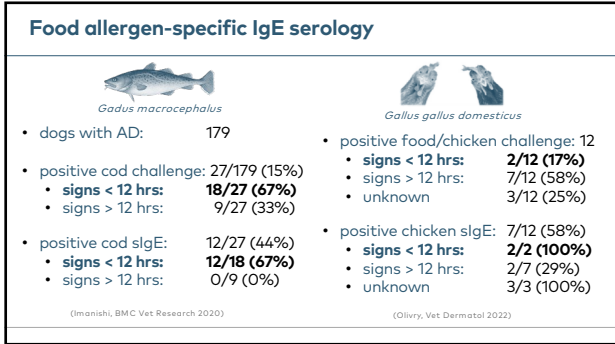 Food allergen-specific IgE serology
Gadus macrocephalus
• dogs with AD: 179
• positive cod challenge: 27/179 (15%)
• signs < 12 hrs: 18/27 (67%)
• signs > 12 hrs: 9/27 (33%)
• positive cod sIgE: 12/27 (44%)
• signs < 12 hrs: 12/18 (67%)
• signs > 12 hrs: 0/9 (0%)
(Imanishi, BMC Vet Research 2020)
Gallus gallus domesticus
• positive food/chicken challenge: 12
• signs < 12 hrs: 2/12 (17%)
• signs > 12 hrs: 7/12 (58%)
• unknown 3/12 (25%)
• positive chicken sIgE: 7/12 (58%)
• signs < 12 hrs: 2/2 (100%)
• signs > 12 hrs: 2/7 (29%)
• unknown 3/3 (100%)
(Olivry, Vet Dermatol 2022)